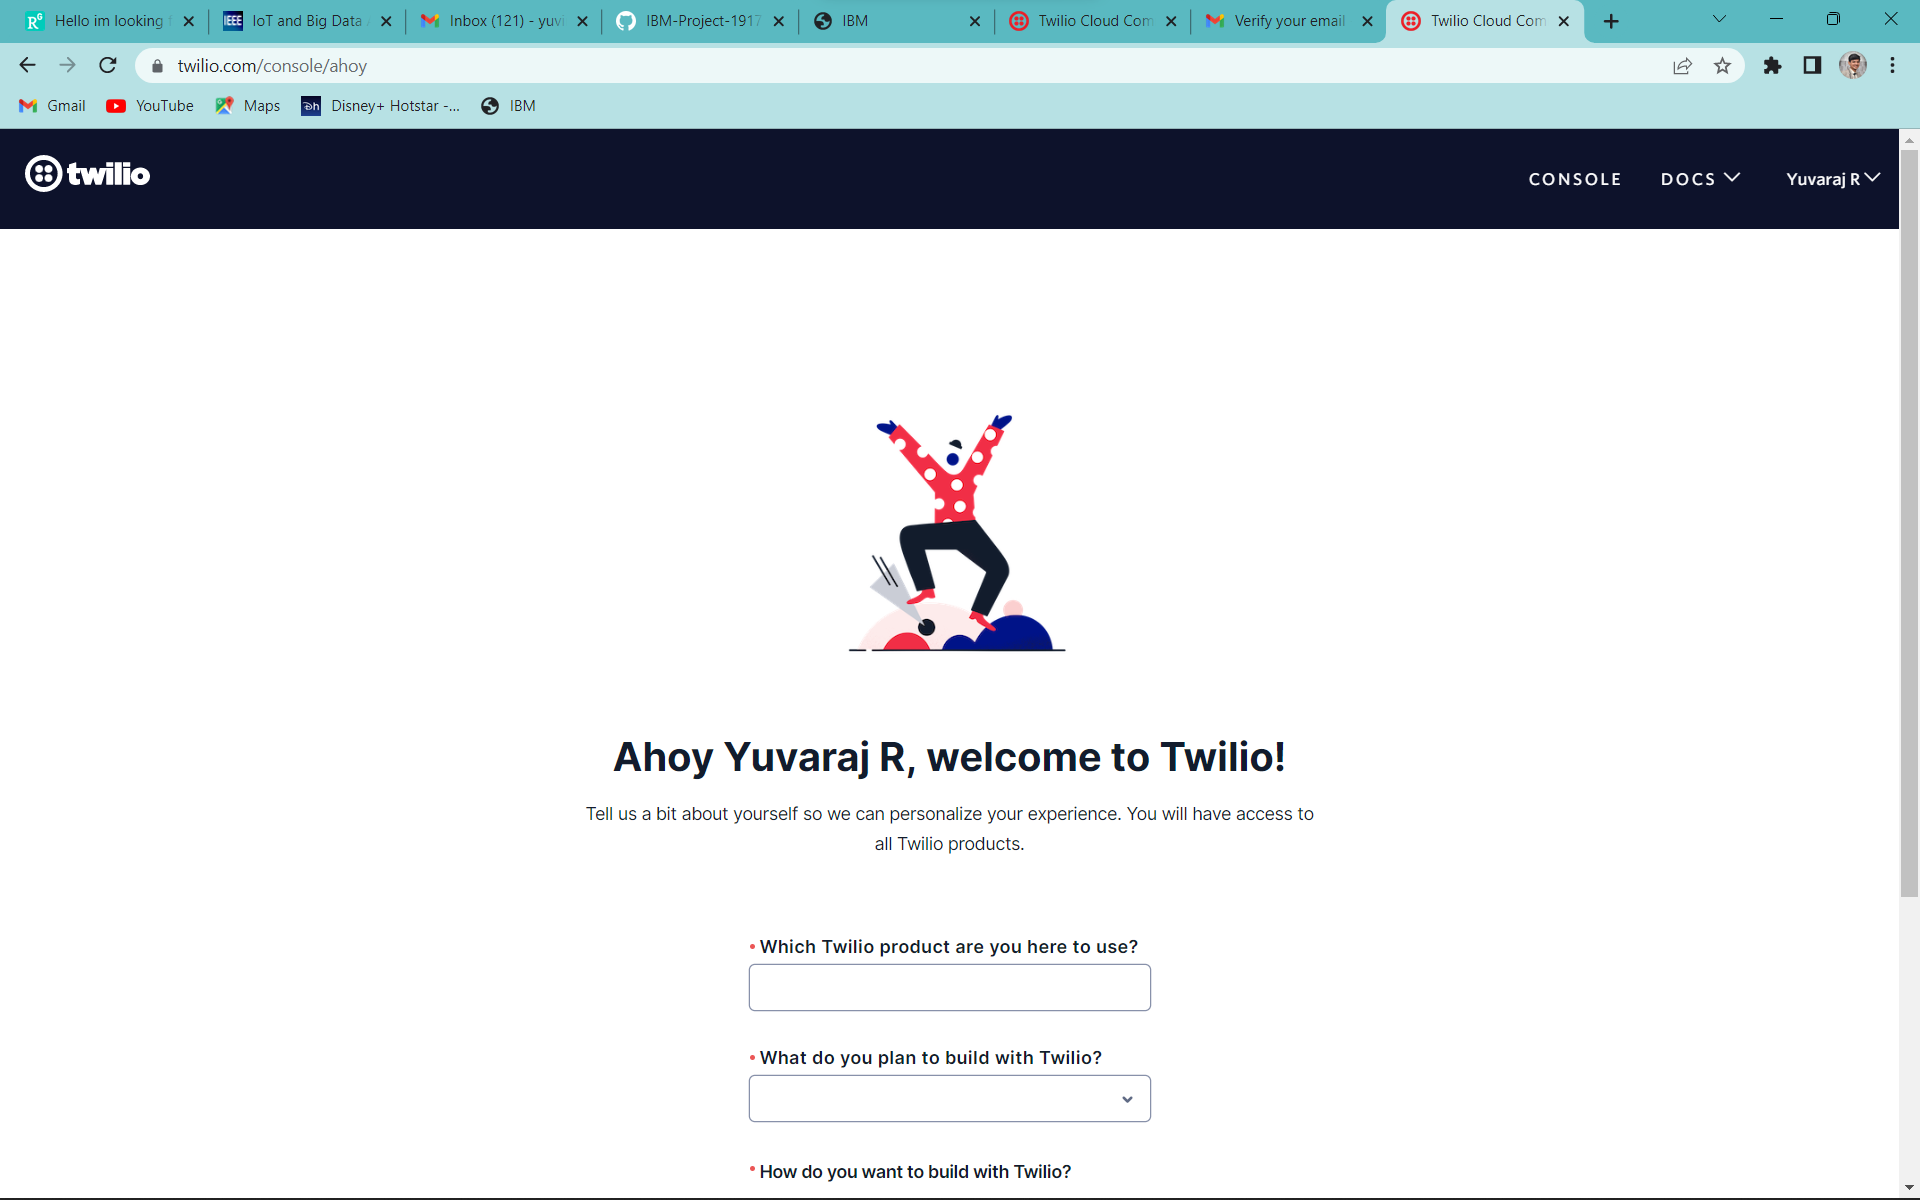 Hello im looking f
IoT and Big Data A
Inbox (121) - yuvi
IBM-Project-1917
IBM
Twilio Cloud Com
Verify your email
Twilio Cloud Com
twilio.com/console/ahoy
Gmail
YouTube
Maps
Disney+ Hotstar -...
IBM
twilio
CONSOLE
DOCS
Yuvaraj R
Ahoy Yuvaraj R, welcome to Twilio!
Tell us a bit about yourself so we can personalize your experience. You will have access to
all Twilio products.
Which Twilio product are you here to use?
What do you plan to build with Twilio?
How do you want to build with Twilio?